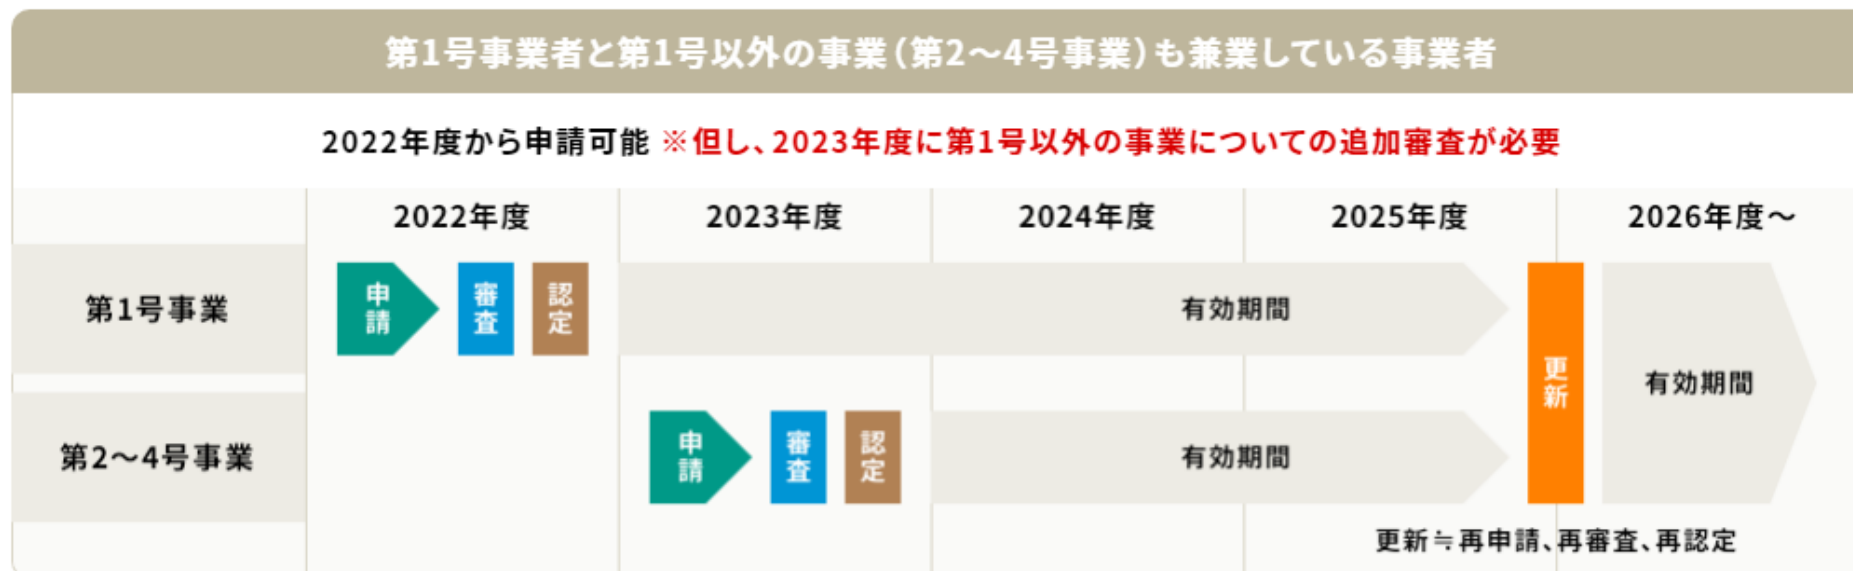 第1号事業者と第1号以外の事業（第2～4号事業）も兼業している事業者
2022年度から申請可能 ※但し、2023年度に第1号以外の事業についての追加審査が必要
2022年度 2023年度 2024年度 2025年度 2026年度～
第1号事業 申請 審査 認定 有効期間
更新 有効期間
第2～4号事業 申請 審査 認定 有効期間
更新≒再申請、再審査、再認定